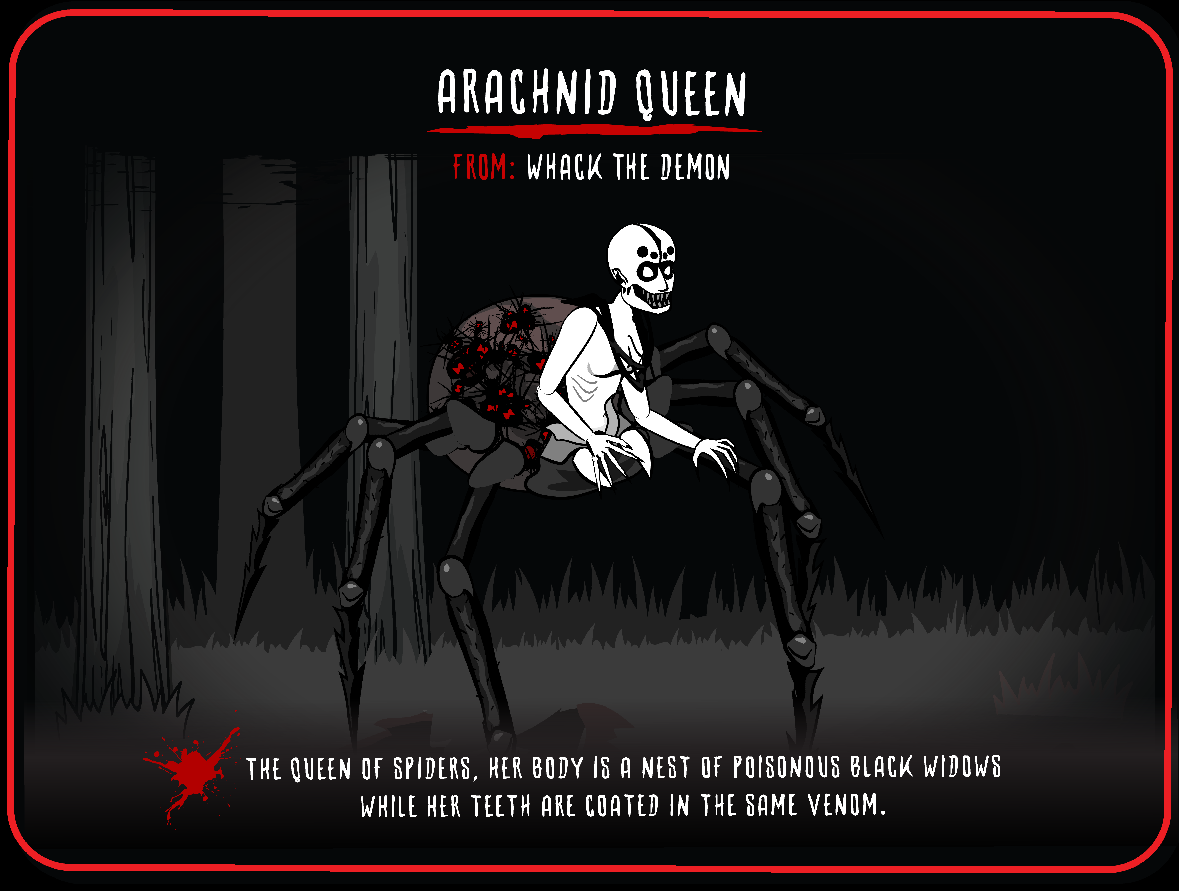 ARACHNID QUEEN
FROM: WHACK THE DEMON
THE QUEEN OF SPIDERS, HER BODY IS A NEST OF POISONOUS BLACK WIDOWS
WHILE HER TEETH ARE COATED IN THE SAME VENOM.